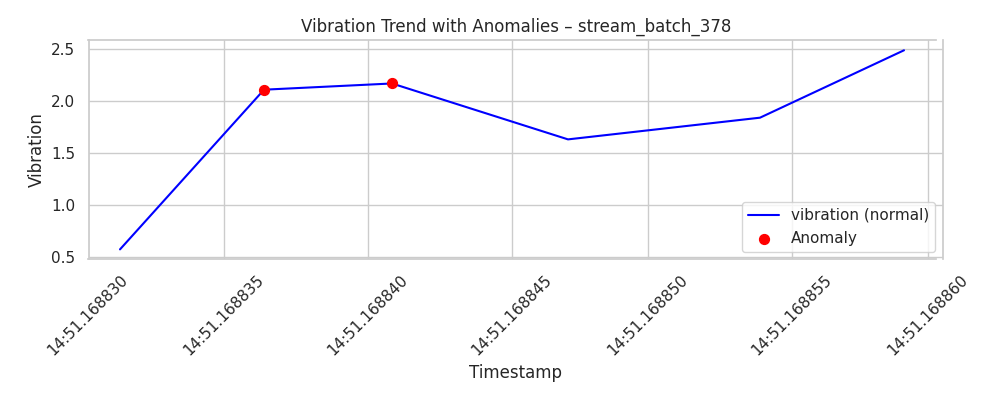 Vibration Trend with Anomalies – stream_batch_378
Vibration
2.5
2.0
1.5
1.0
0.5
vibration (normal)
Anomaly
14:51.168830
14:51.168835
14:51.168840
14:51.168845
14:51.168850
14:51.168855
14:51.168860
Timestamp